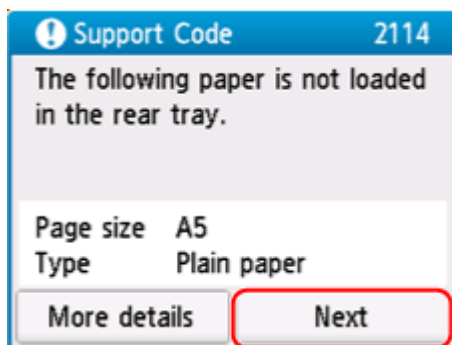 Support Code 2114
The following paper is not loaded
in the rear tray.
Page size A5
Type Plain paper
More details Next